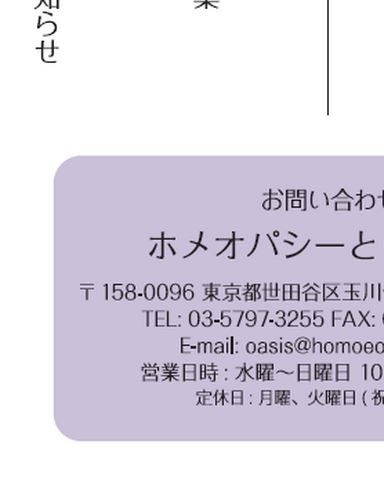 知らせ
業
お問い合わせ
ホメオパシーと
〒158-0096 東京都世田谷区玉川
TEL: 03-5797-3255 FAX:
E-mail: oasis@homoeo
営業日時 : 水曜～日曜日 10
定休日 : 月曜、火曜日 ( 祝